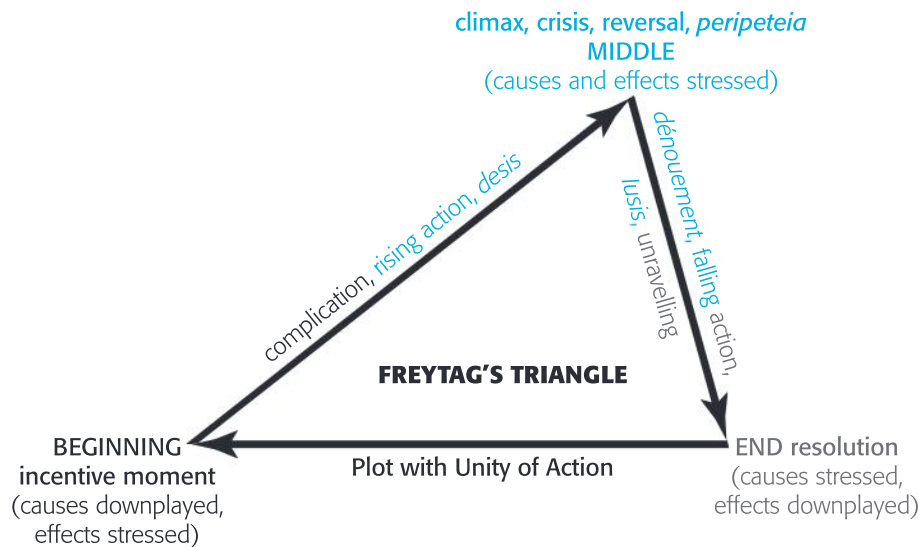 climax, crisis, reversal, peripeteia
MIDDLE
(causes and effects stressed)
complication, rising action, desis
dénouement, falling action,
lusis, unravelling
FREYTAG'S TRIANGLE
BEGINNING
incentive moment
(causes downplayed,
effects stressed)
Plot with Unity of Action
END resolution
(causes stressed,
effects downplayed)